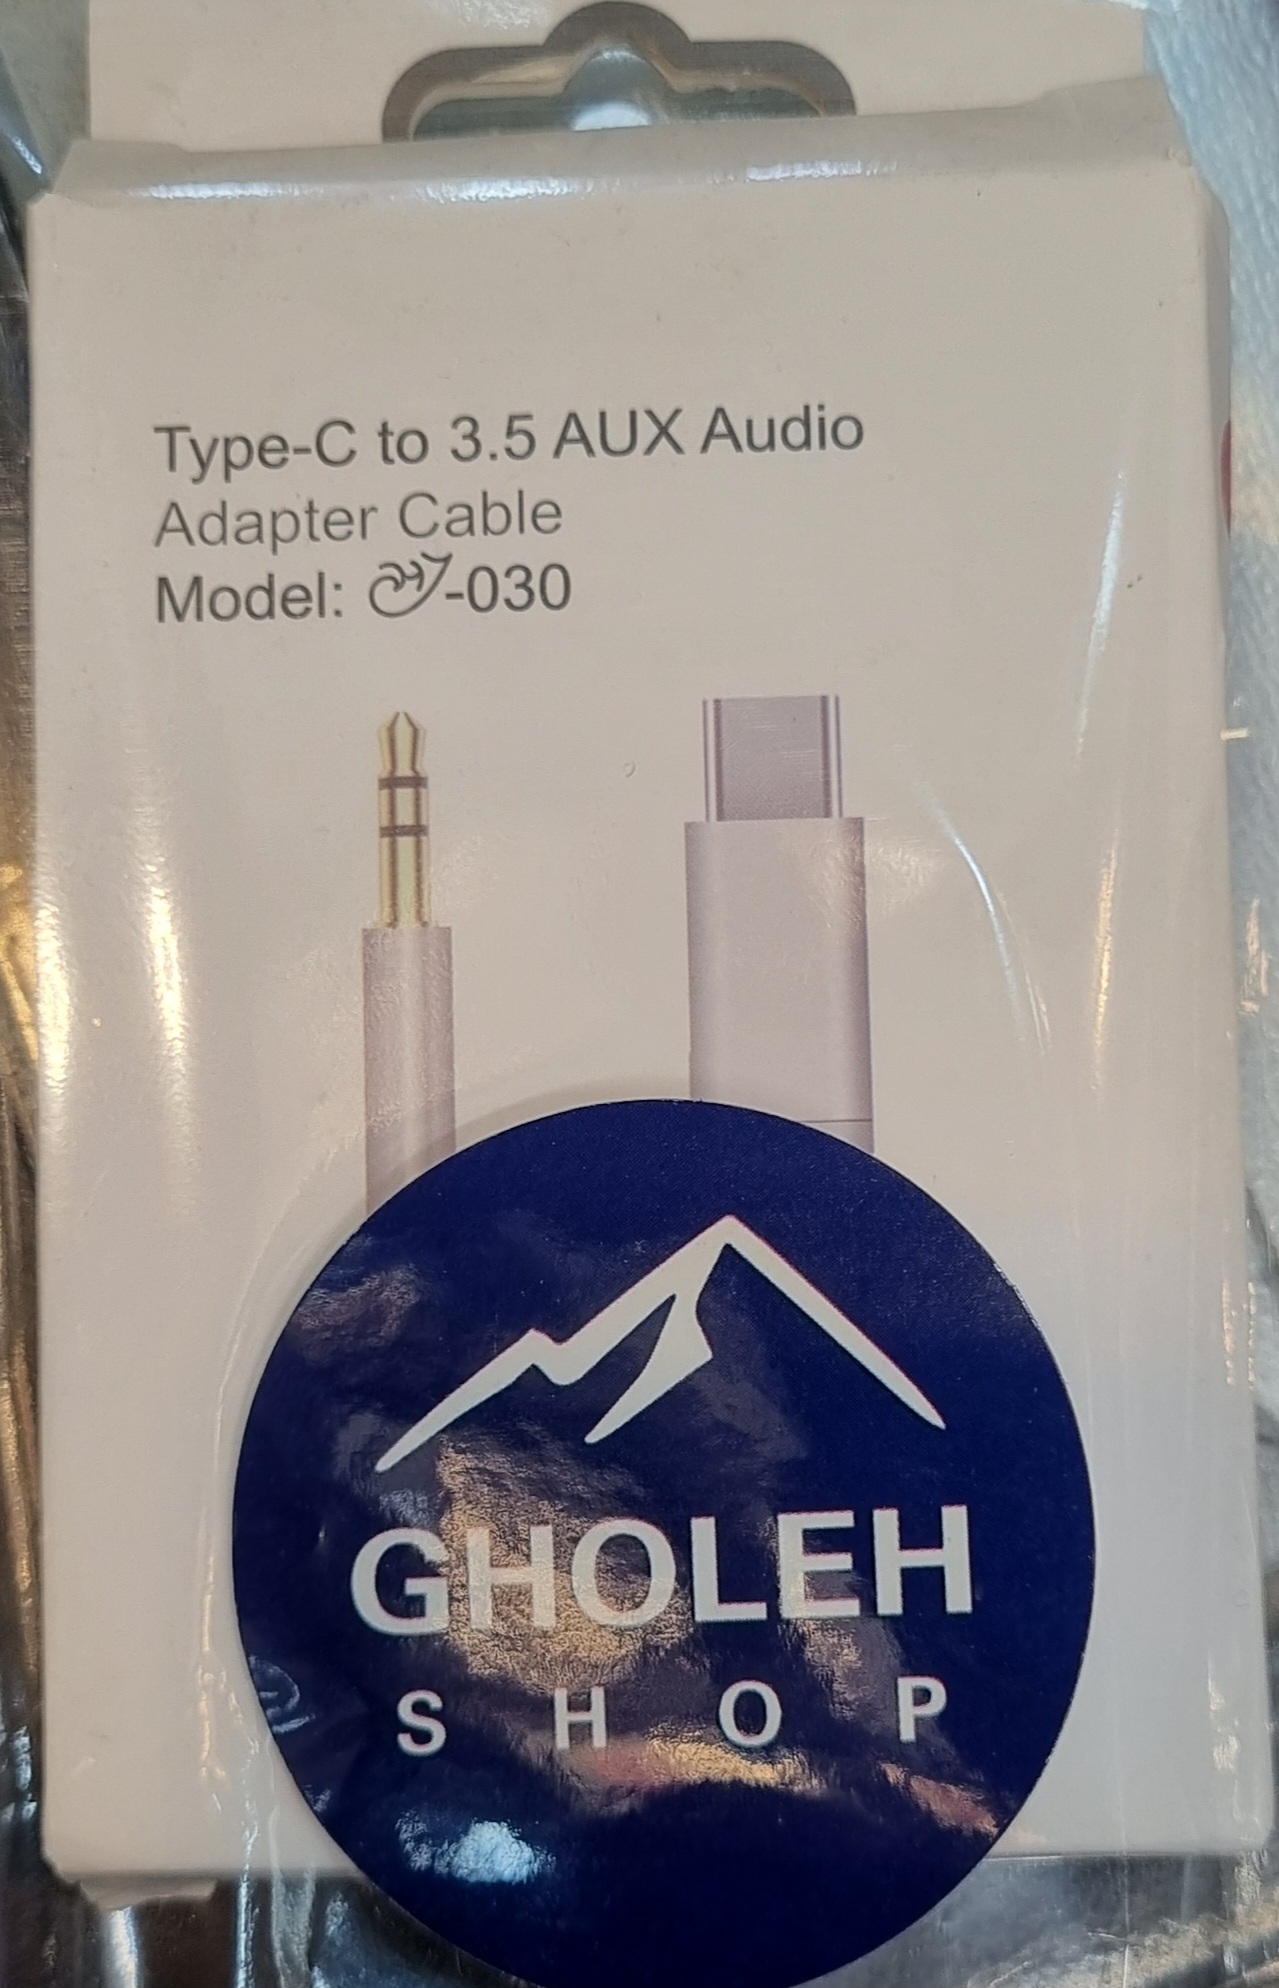 Type-C to 3.5 AUX Audio
Adapter Cable
Model: -030
GHOLEH
SHOP